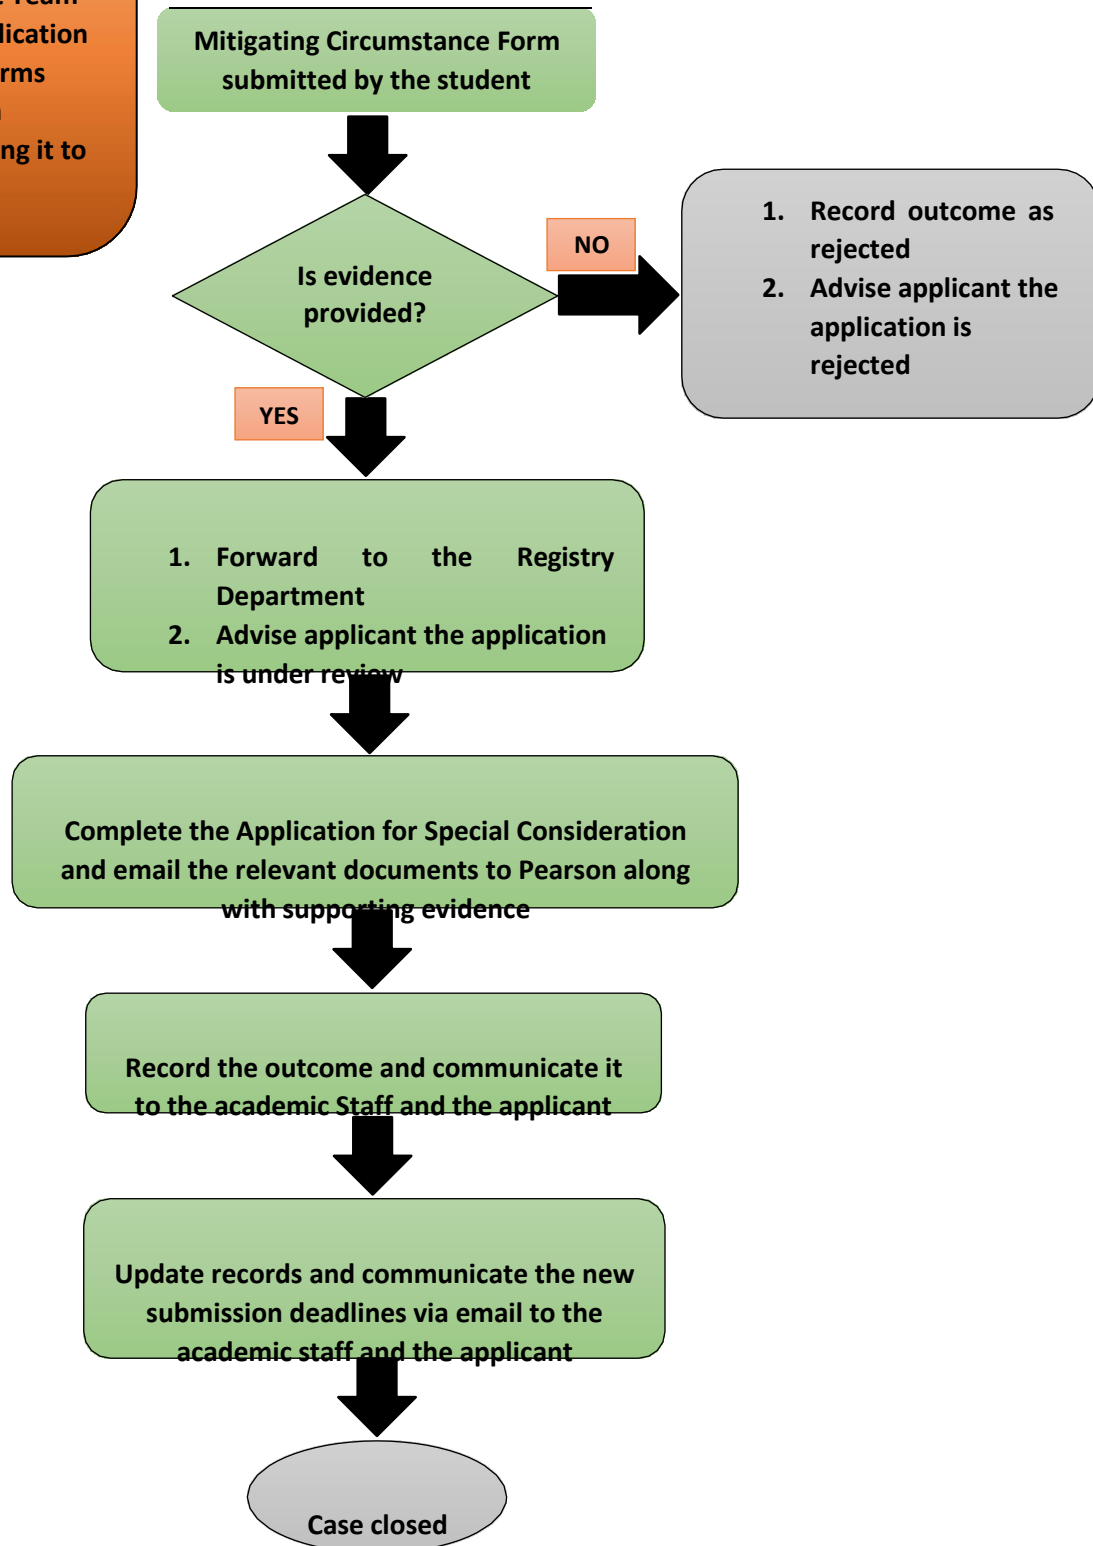 Team
lication
rms
ng it to
Mitigating Circumstance Form
submitted by the student
Is evidence
provided?
NO
1. Record outcome as
rejected
2. Advise applicant the
application is
rejected
YES
1. Forward to the Registry
Department
2. Advise applicant the application
is under review
Complete the Application for Special Consideration
and email the relevant documents to Pearson along
with supporting evidence
Record the outcome and communicate it
to the academic Staff and the applicant
Update records and communicate the new
submission deadlines via email to the
academic staff and the applicant
Case closed